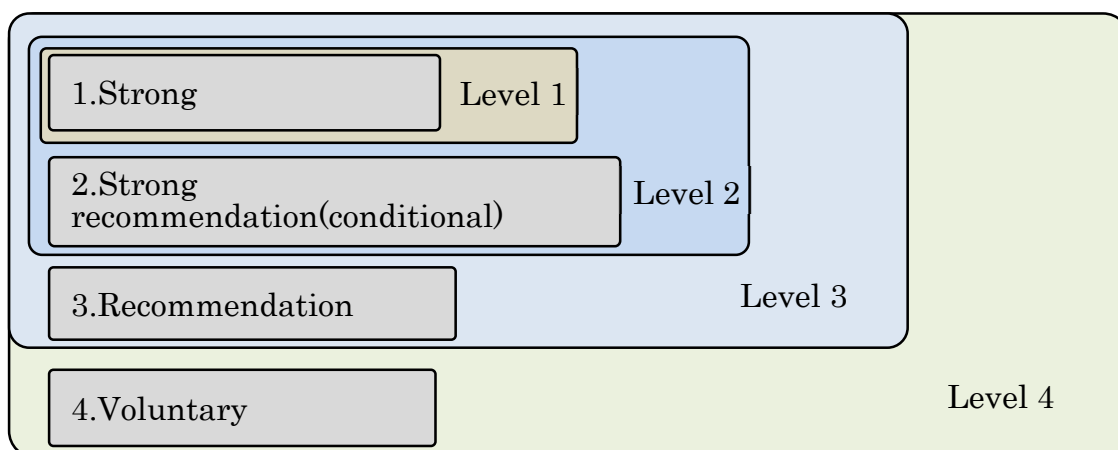 1.Strong
Level 1
2.Strong
recommendation(conditional)
Level 2
3.Recommendation
Level 3
4.Voluntary
Level 4